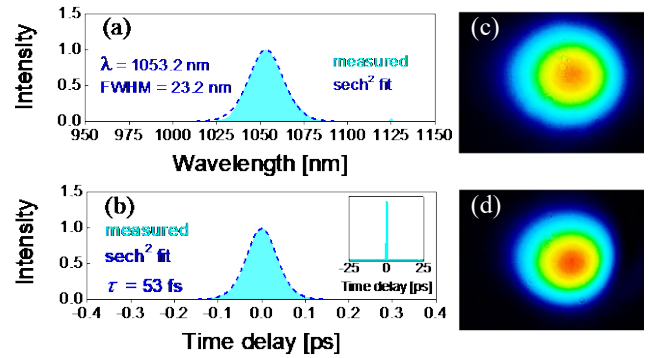 (a)
λ = 1053.2 nm
FWHM = 23.2 nm
measured
sech² fit
Intensity
1.5
1.0
0.5
0.0
950 975 1000 1025 1050 1075 1100 1125 1150
Wavelength [nm]
(b)
measured
sech² fit
τ = 53 fs
Intensity
1.5
1.0
0.5
0.0
-25 0 25
Time delay [ps]
-0.4 -0.3 -0.2 -0.1 0.0 0.1 0.2 0.3 0.4
Time delay [ps]
(c)
(d)